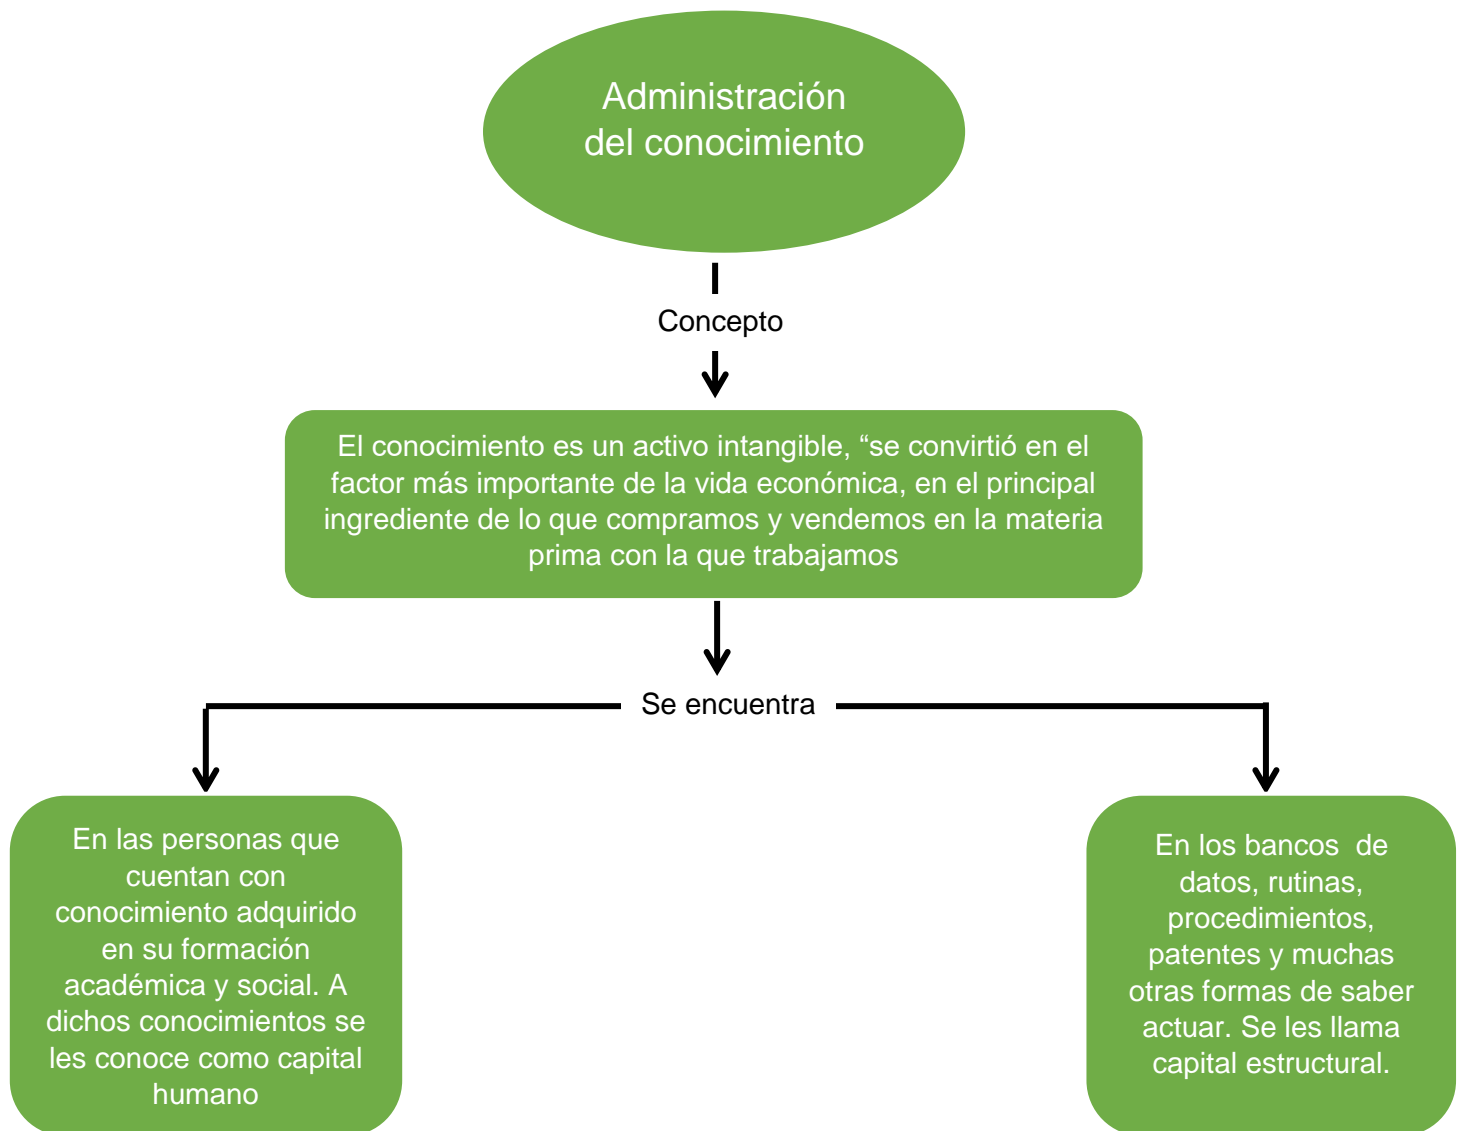 Administración
del conocimiento
Concepto
El conocimiento es un activo intangible, “se convirtió en el
factor más importante de la vida económica, en el principal
ingrediente de lo que compramos y vendemos en la materia
prima con la que trabajamos
Se encuentra
En las personas que
cuentan con
conocimiento adquirido
en su formación
académica y social. A
dichos conocimientos se
les conoce como capital
humano
En los bancos  de
datos, rutinas,
procedimientos,
patentes y muchas
otras formas de saber
actuar. Se les llama
capital estructural.